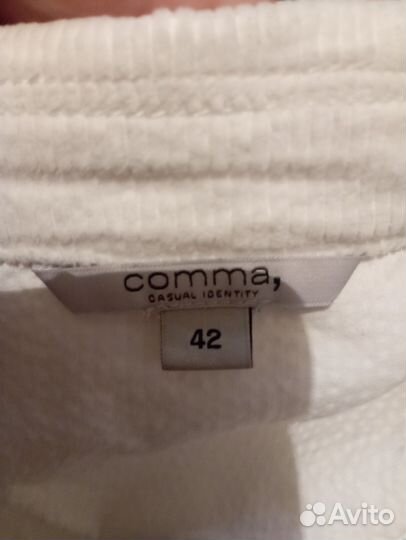 comma,
CASUAL IDENTITY
42
Avito